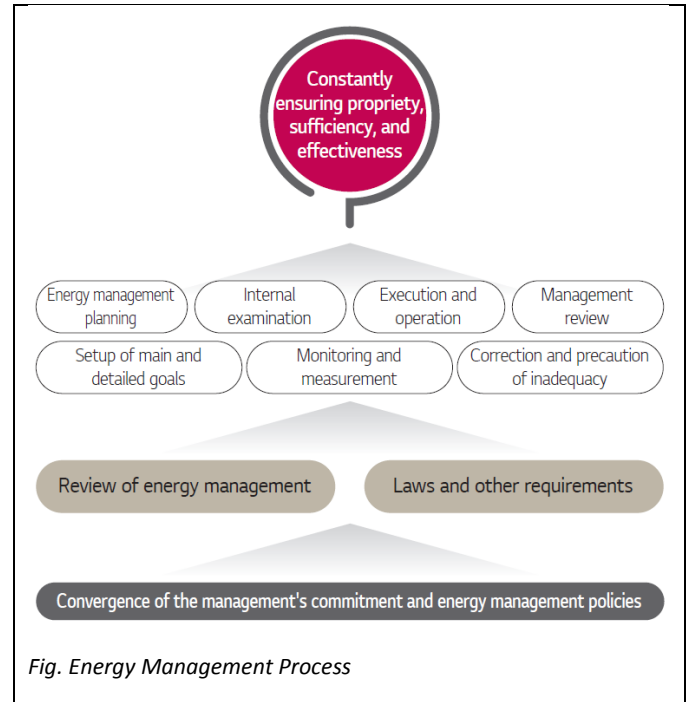 Constantly
ensuring propriety,
sufficiency, and
effectiveness
Energy management
planning
Internal
examination
Execution and
operation
Management
review
Setup of main and
detailed goals
Monitoring and
measurement
Correction and precaution
of inadequacy
Review of energy management
Laws and other requirements
Convergence of the management's commitment and energy management policies
Fig. Energy Management Process